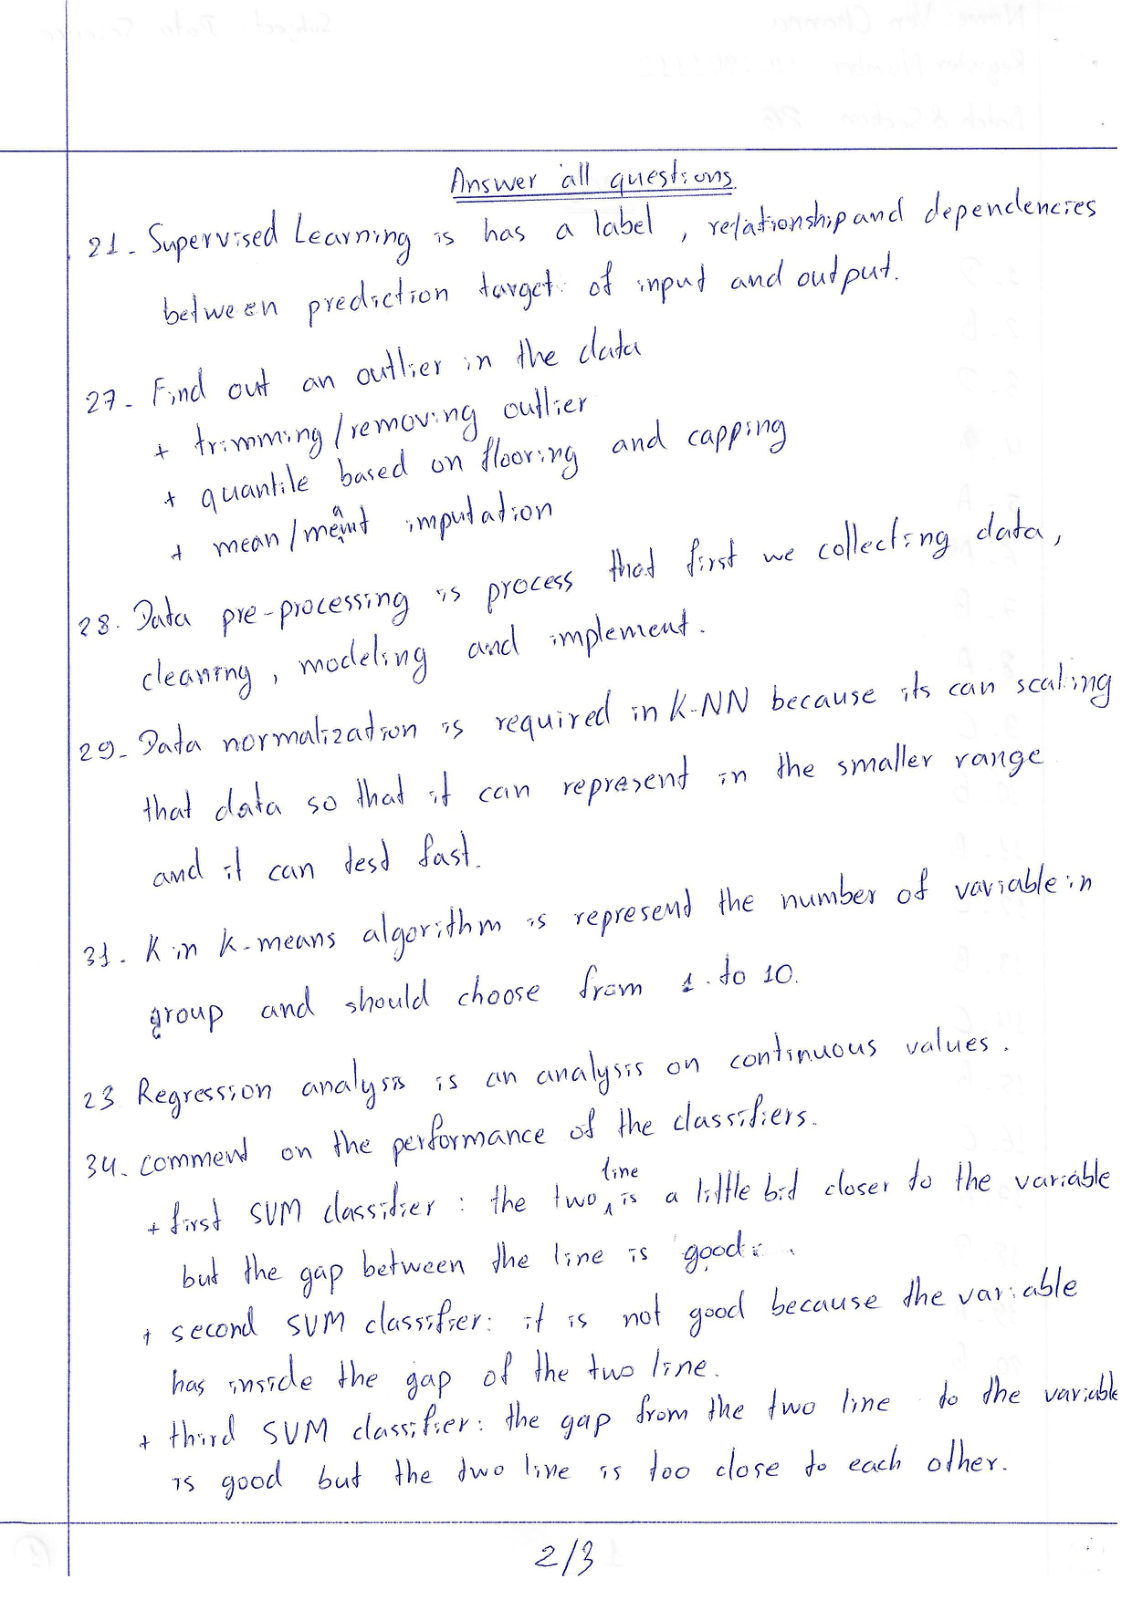 Answer all questions
21. Supervised Learning is has a label, relationship and dependencies
between prediction target of input and output.
27. Find out an outlier in the data
+ trimming/removing outlier
+ quantile based on flooring and capping
+ mean/ imputation
28. Data pre-processing is process that first we collecting data,
cleaning, modeling and implement.
29. Data normalization is required in K-NN because its can scaling
that data so that it can represent in the smaller range
and it can test fast.
31. K in K-means algorithm is represent the number of variable in
group and should choose from 1 to 10.
23 Regression analysis is an analysis on continuous values.
34. comment on the performance of the classifiers.
+ first SVM classifier : the two line is a little bit closer to the variable
but the gap between the line is good.
+ second SVM classifier: it is not good because the variable
has inside the gap of the two line.
+ third SVM classifier: the gap from the two line to the variable
is good but the two line is too close to each other.
2/3